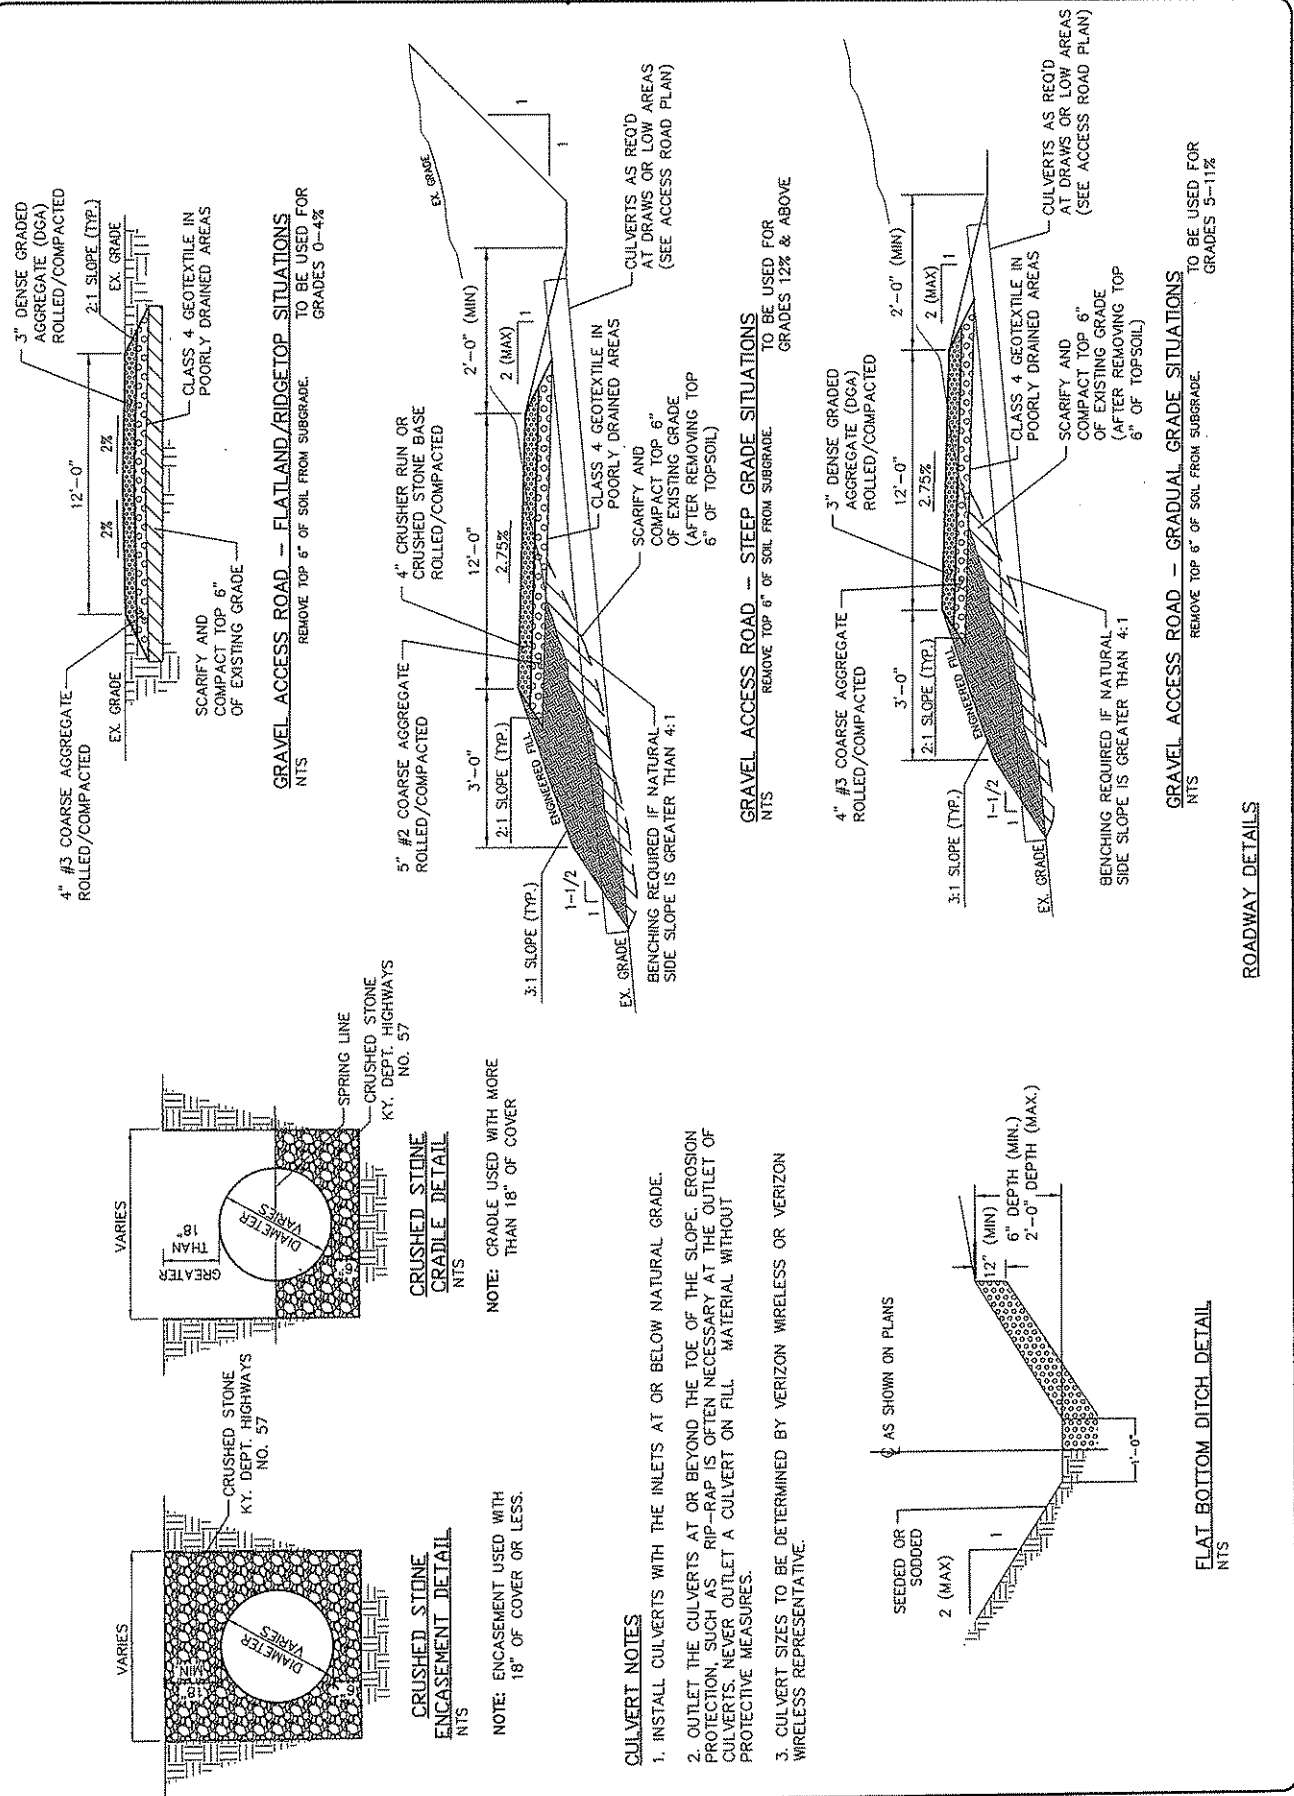 VARIES
CRUSHED STONE
KY. DEPT. HIGHWAYS
NO. 57
18"
MIN
DIAMETER
VARIES
6"
CRUSHED STONE
ENCASEMENT DETAIL
NTS
NOTE: ENCASEMENT USED WITH
18" OF COVER OR LESS.
VARIES
GREATER
THAN
18"
DIAMETER
VARIES
6"
SPRING LINE
CRUSHED STONE
KY. DEPT. HIGHWAYS
NO. 57
CRUSHED STONE
CRADLE DETAIL
NTS
NOTE: CRADLE USED WITH MORE
THAN 18" OF COVER
CULVERT NOTES
1. INSTALL CULVERTS WITH THE INLETS AT OR BELOW NATURAL GRADE.
2. OUTLET THE CULVERTS AT OR BEYOND THE TOE OF THE SLOPE. EROSION
PROTECTION, SUCH AS RIP-RAP IS OFTEN NECESSARY AT THE OUTLET OF
CULVERTS. NEVER OUTLET A CULVERT ON FILL MATERIAL WITHOUT
PROTECTIVE MEASURES.
3. CULVERT SIZES TO BE DETERMINED BY VERIZON WIRELESS OR VERIZON
WIRELESS REPRESENTATIVE.
SEEDED OR
SODDED
2 (MAX)
1
℄ AS SHOWN ON PLANS
12" (MIN)
6" DEPTH (MIN.)
2'-0" DEPTH (MAX.)
1'-0"
FLAT BOTTOM DITCH DETAIL
NTS
4" #3 COARSE AGGREGATE
ROLLED/COMPACTED
EX. GRADE
12'-0"
2%
2%
3" DENSE GRADED
AGGREGATE (DGA)
ROLLED/COMPACTED
2:1 SLOPE (TYP.)
EX. GRADE
SCARIFY AND
COMPACT TOP 6"
OF EXISTING GRADE
CLASS 4 GEOTEXTILE IN
POORLY DRAINED AREAS
GRAVEL ACCESS ROAD - FLATLAND/RIDGETOP SITUATIONS
NTS
REMOVE TOP 6" OF SOIL FROM SUBGRADE.
TO BE USED FOR
GRADES 0-4%
5" #2 COARSE AGGREGATE
ROLLED/COMPACTED
4" CRUSHER RUN OR
CRUSHED STONE BASE
ROLLED/COMPACTED
3'-0"
12'-0"
2'-0" (MIN)
2:1 SLOPE (TYP.)
2.75%
2 (MAX)
1
3:1 SLOPE (TYP.)
ENGINEERED FILL
1-1/2
1
EX. GRADE
EX. GRADE
1
1
CLASS 4 GEOTEXTILE IN
POORLY DRAINED AREAS
CULVERTS AS REQ'D
AT DRAWS OR LOW AREAS
(SEE ACCESS ROAD PLAN)
SCARIFY AND
COMPACT TOP 6"
OF EXISTING GRADE
(AFTER REMOVING TOP
6" OF TOPSOIL)
BENCHING REQUIRED IF NATURAL
SIDE SLOPE IS GREATER THAN 4:1
GRAVEL ACCESS ROAD - STEEP GRADE SITUATIONS
NTS
REMOVE TOP 6" OF SOIL FROM SUBGRADE.
TO BE USED FOR
GRADES 12% & ABOVE
4" #3 COARSE AGGREGATE
ROLLED/COMPACTED
3" DENSE GRADED
AGGREGATE (DGA)
ROLLED/COMPACTED
3'-0"
12'-0"
2'-0" (MIN)
2:1 SLOPE (TYP.)
2.75%
2 (MAX)
1
3:1 SLOPE (TYP.)
ENGINEERED FILL
1-1/2
1
EX. GRADE
CLASS 4 GEOTEXTILE IN
POORLY DRAINED AREAS
CULVERTS AS REQ'D
AT DRAWS OR LOW AREAS
(SEE ACCESS ROAD PLAN)
SCARIFY AND
COMPACT TOP 6"
OF EXISTING GRADE
(AFTER REMOVING TOP
6" OF TOPSOIL)
BENCHING REQUIRED IF NATURAL
SIDE SLOPE IS GREATER THAN 4:1
GRAVEL ACCESS ROAD - GRADUAL GRADE SITUATIONS
NTS
REMOVE TOP 6" OF SOIL FROM SUBGRADE.
TO BE USED FOR
GRADES 5-11%
ROADWAY DETAILS